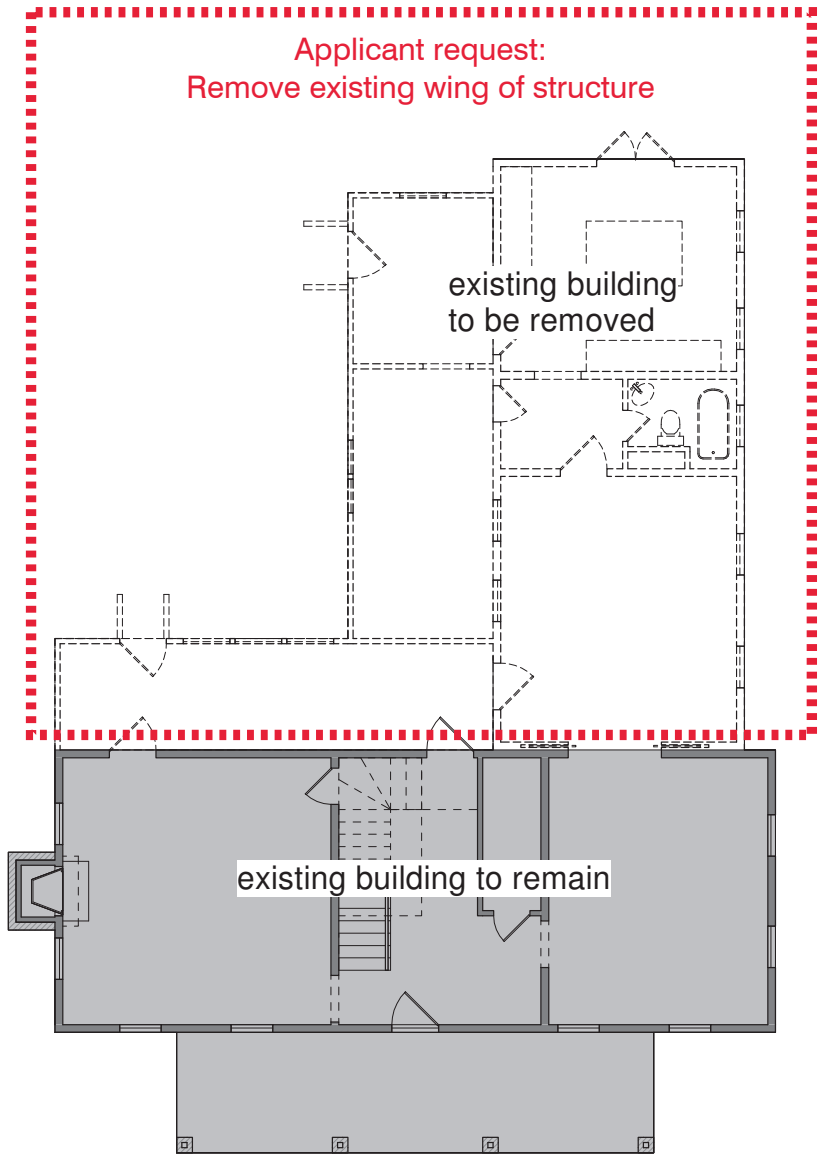 Applicant request:
Remove existing wing of structure
existing building
to be removed
existing building to remain